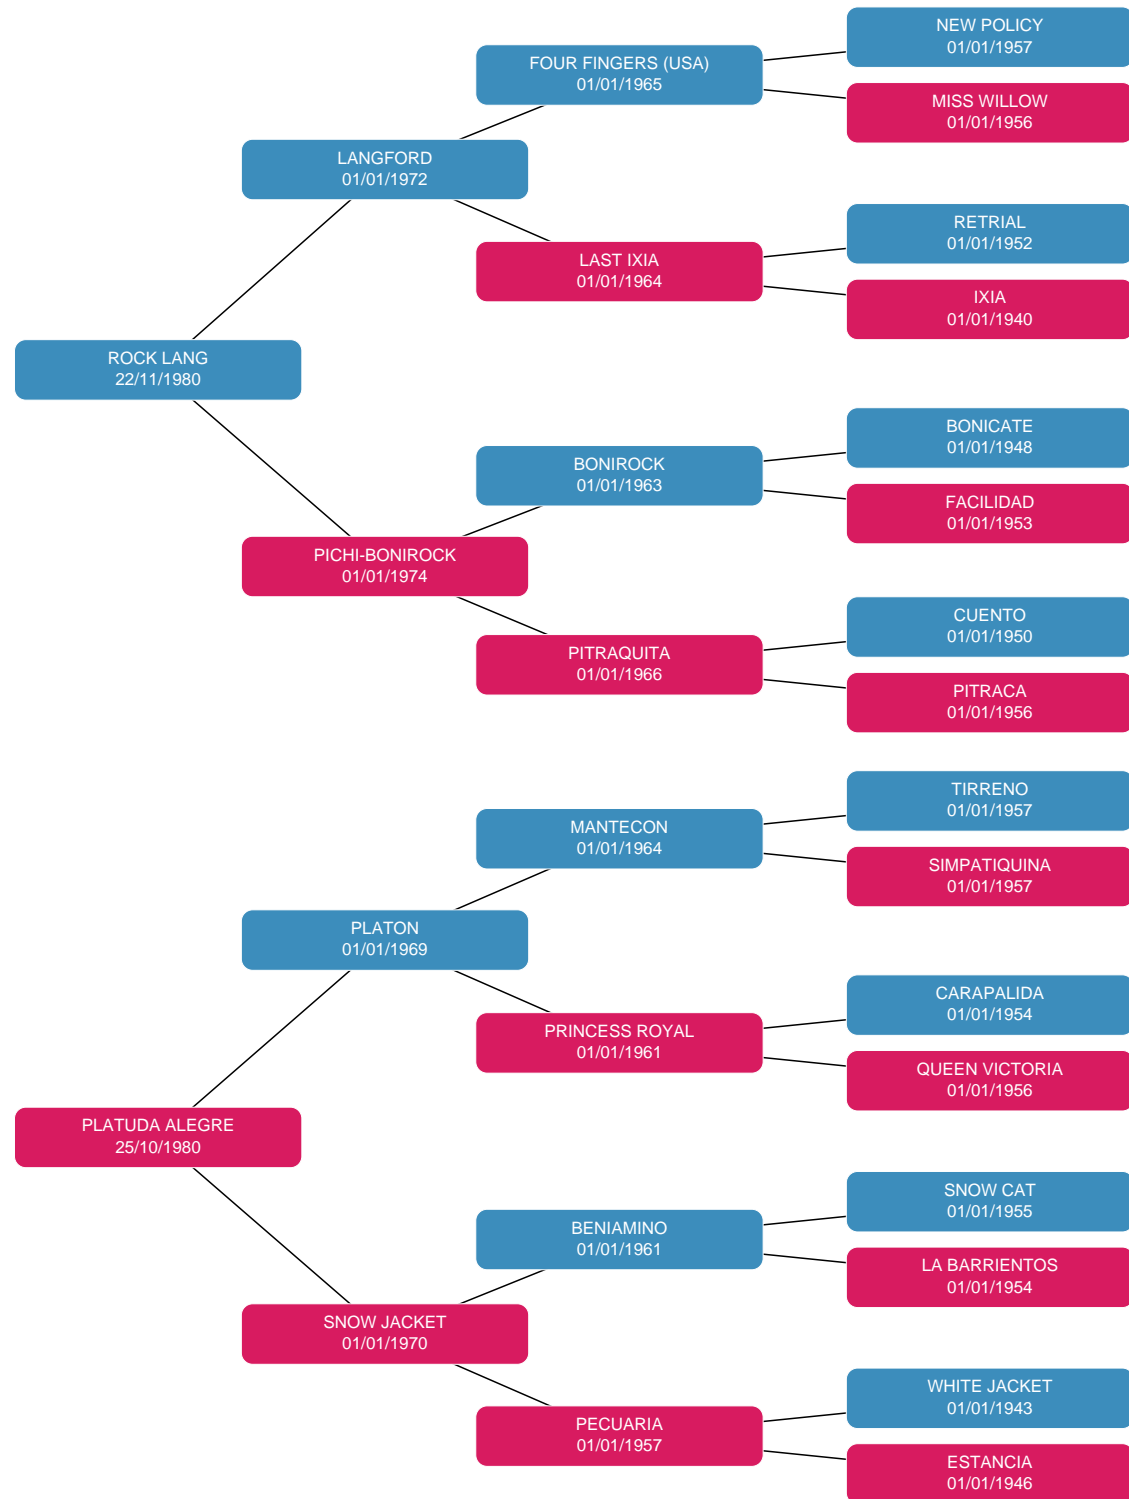 NEW POLICY
01/01/1957
FOUR FINGERS (USA)
01/01/1965
MISS WILLOW
01/01/1956
LANGFORD
01/01/1972
RETRIAL
01/01/1952
LAST IXIA
01/01/1964
IXIA
01/01/1940
ROCK LANG
22/11/1980
BONICATE
01/01/1948
BONIROCK
01/01/1963
FACILIDAD
01/01/1953
PICHI-BONIROCK
01/01/1974
CUENTO
01/01/1950
PITRAQUITA
01/01/1966
PITRACA
01/01/1956
TIRRENO
01/01/1957
MANTECON
01/01/1964
SIMPATIQUINA
01/01/1957
PLATON
01/01/1969
CARAPALIDA
01/01/1954
PRINCESS ROYAL
01/01/1961
QUEEN VICTORIA
01/01/1956
PLATUDA ALEGRE
25/10/1980
SNOW CAT
01/01/1955
BENIAMINO
01/01/1961
LA BARRIENTOS
01/01/1954
SNOW JACKET
01/01/1970
WHITE JACKET
01/01/1943
PECUARIA
01/01/1957
ESTANCIA
01/01/1946